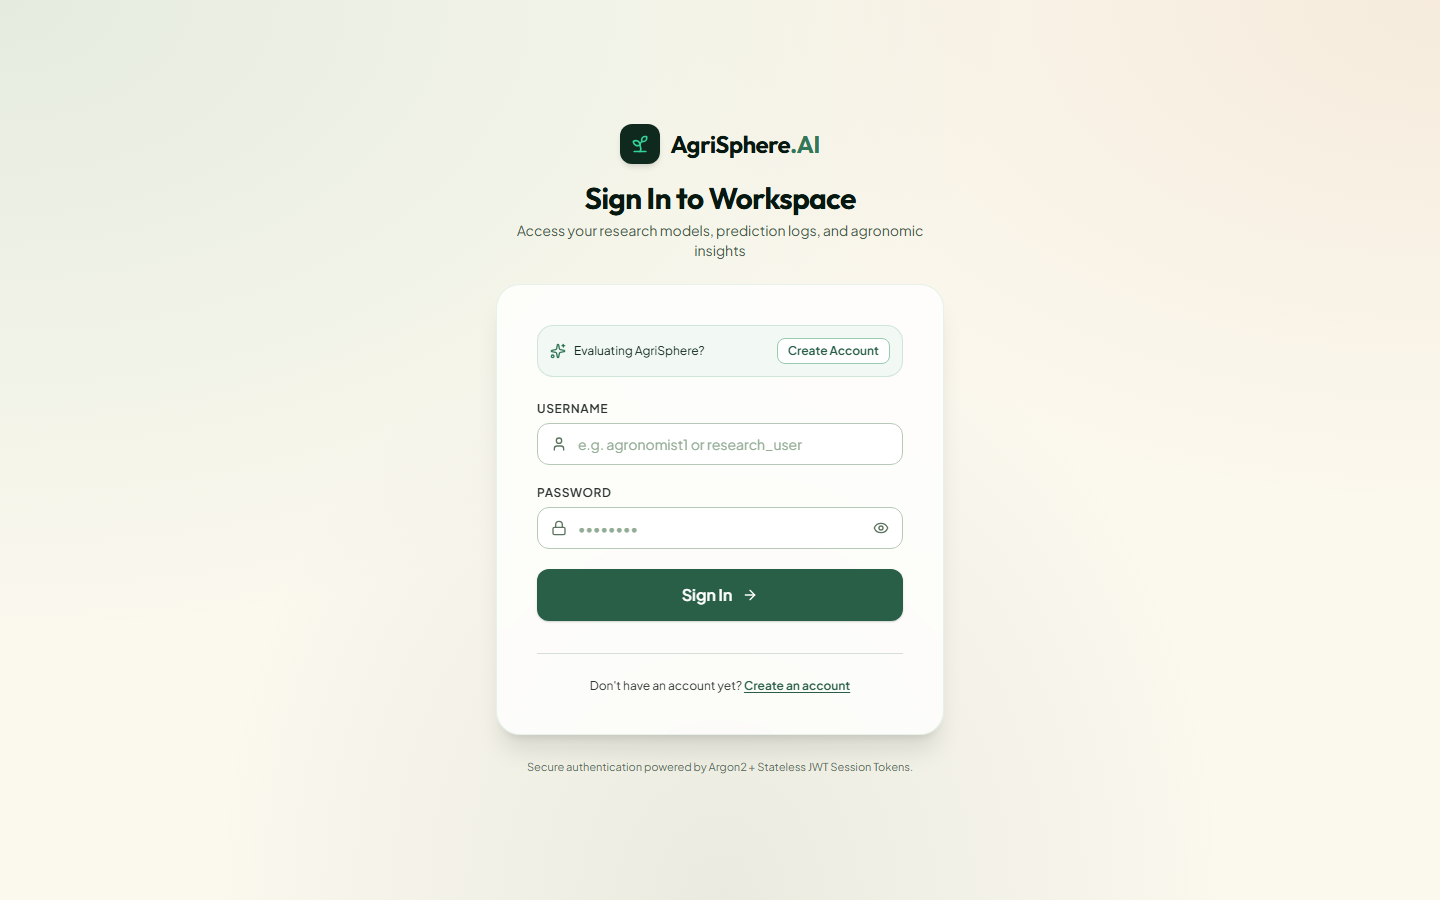 AgriSphere.AI
Sign In to Workspace
Access your research models, prediction logs, and agronomic
insights
Evaluating AgriSphere?
Create Account
USERNAME
e.g. agronomist1 or research_user
PASSWORD
••••••••
Sign In →
Don't have an account yet? Create an account
Secure authentication powered by Argon2 + Stateless JWT Session Tokens.